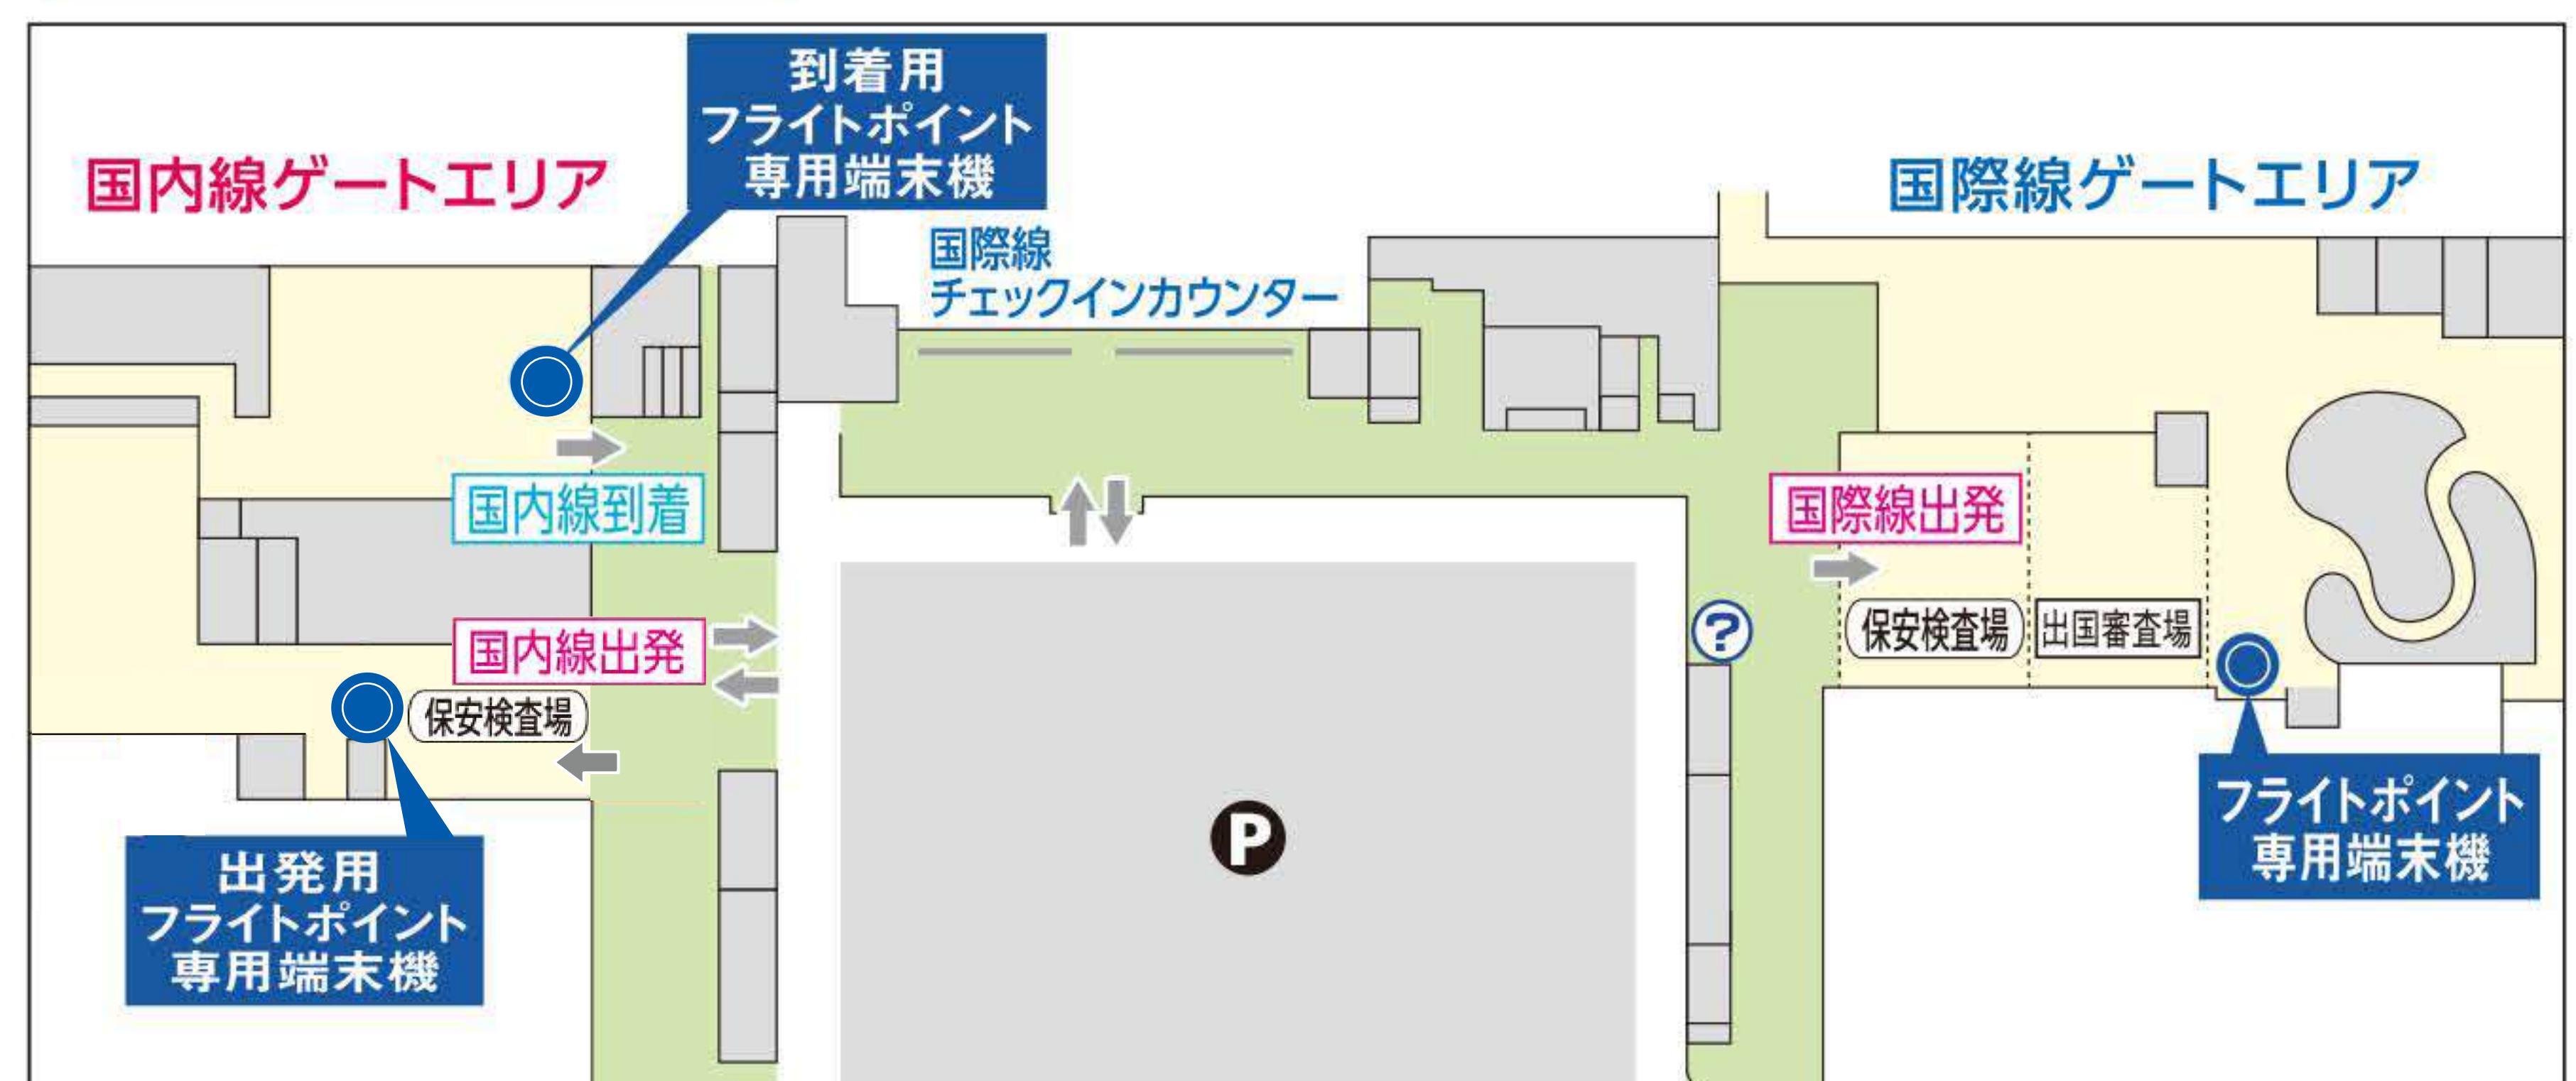 到着用
フライトポイント
専用端末機
国内線ゲートエリア
国際線ゲートエリア
国際線
チェックインカウンター
国内線到着
国際線出発
国内線出発
?
保安検査場
出国審査場
保安検査場
P
フライトポイント
専用端末機
出発用
フライトポイント
専用端末機